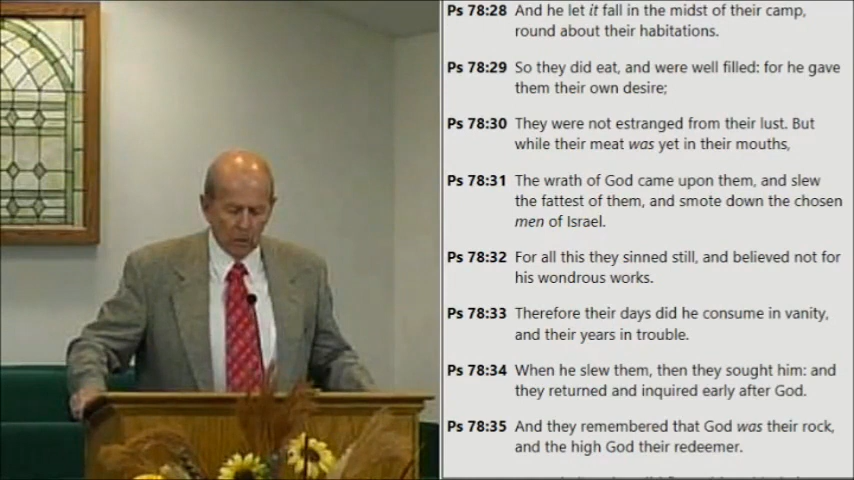 Ps 78:28 And he let it fall in the midst of their camp,
round about their habitations.
Ps 78:29 So they did eat, and were well filled: for he gave
them their own desire;
Ps 78:30 They were not estranged from their lust. But
while their meat was yet in their mouths,
Ps 78:31 The wrath of God came upon them, and slew
the fattest of them, and smote down the chosen
men of Israel.
Ps 78:32 For all this they sinned still, and believed not for
his wondrous works.
Ps 78:33 Therefore their days did he consume in vanity,
and their years in trouble.
Ps 78:34 When he slew them, then they sought him: and
they returned and inquired early after God.
Ps 78:35 And they remembered that God was their rock,
and the high God their redeemer.